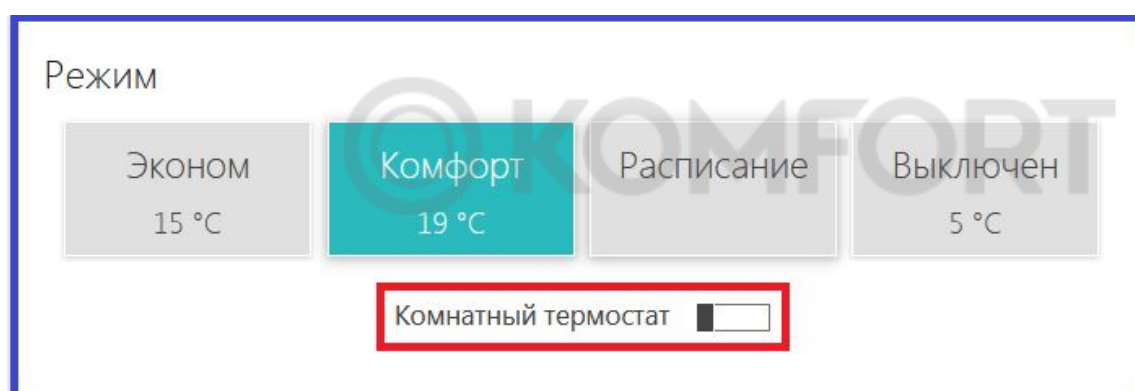 Режим
KOMFORT
Эконом Комфорт Расписание Выключен
15 °C 19 °C 5 °C
Комнатный термостат